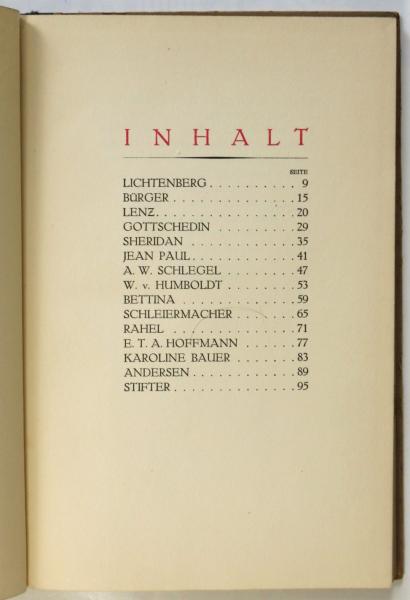 INHALT
SEITE
LICHTENBERG . . . . . . . . . . 9
BÜRGER . . . . . . . . . . . . . . 15
LENZ. . . . . . . . . . . . . . . . 20
GOTTSCHEDIN . . . . . . . . . 29
SHERIDAN . . . . . . . . . . . . 35
JEAN PAUL. . . . . . . . . . . . 41
A. W. SCHLEGEL . . . . . . . . 47
W. v. HUMBOLDT . . . . . . . . 53
BETTINA . . . . . . . . . . . . . 59
SCHLEIERMACHER . . . . . . . 65
RAHEL . . . . . . . . . . . . . . 71
E. T. A. HOFFMANN . . . . . . 77
KAROLINE BAUER . . . . . . . 83
ANDERSEN . . . . . . . . . . . . 89
STIFTER . . . . . . . . . . . . . 95